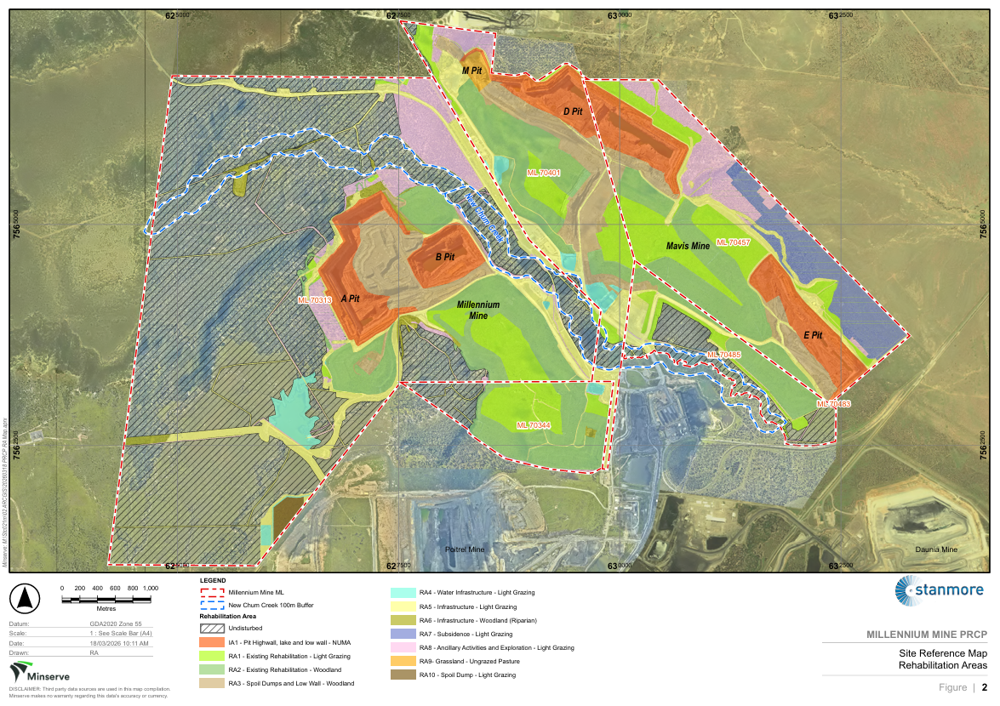 625000
627500
630000
632500
M Pit
D Pit
ML 70401
7565000
7565000
New Chum Creek
Mavis Mine
ML 70457
B Pit
A Pit
ML 70313
Millennium
Mine
E Pit
ML 70485
ML 70483
ML 70344
7562500
7562500
Poitrel Mine
Daunia Mine
625000
627500
630000
632500
0 200 400 600 800 1,000
Metres
Datum: GDA2020 Zone 55
Scale: 1 : See Scale Bar (A4)
Date: 18/03/2026 10:11 AM
Drawn: RA
Minserve
DISCLAIMER: Third party data sources are used in this map compilation.
Minserve makes no warranty regarding this data's accuracy or currency.
LEGEND
Millennium Mine ML
New Chum Creek 100m Buffer
Rehabilitation Area
Undisturbed
IA1 - Pit Highwall, lake and low wall - NUMA
RA1 - Existing Rehabilitation - Light Grazing
RA2 - Existing Rehabilitation - Woodland
RA3 - Spoil Dumps and Low Wall - Woodland
RA4 - Water Infrastructure - Light Grazing
RA5 - Infrastructure - Light Grazing
RA6 - Infrastructure - Woodland (Riparian)
RA7 - Subsidence - Light Grazing
RA8 - Ancillary Activities and Exploration - Light Grazing
RA9- Grassland - Ungrazed Pasture
RA10 - Spoil Dump - Light Grazing
stanmore
MILLENNIUM MINE PRCP
Site Reference Map
Rehabilitation Areas
Figure | 2